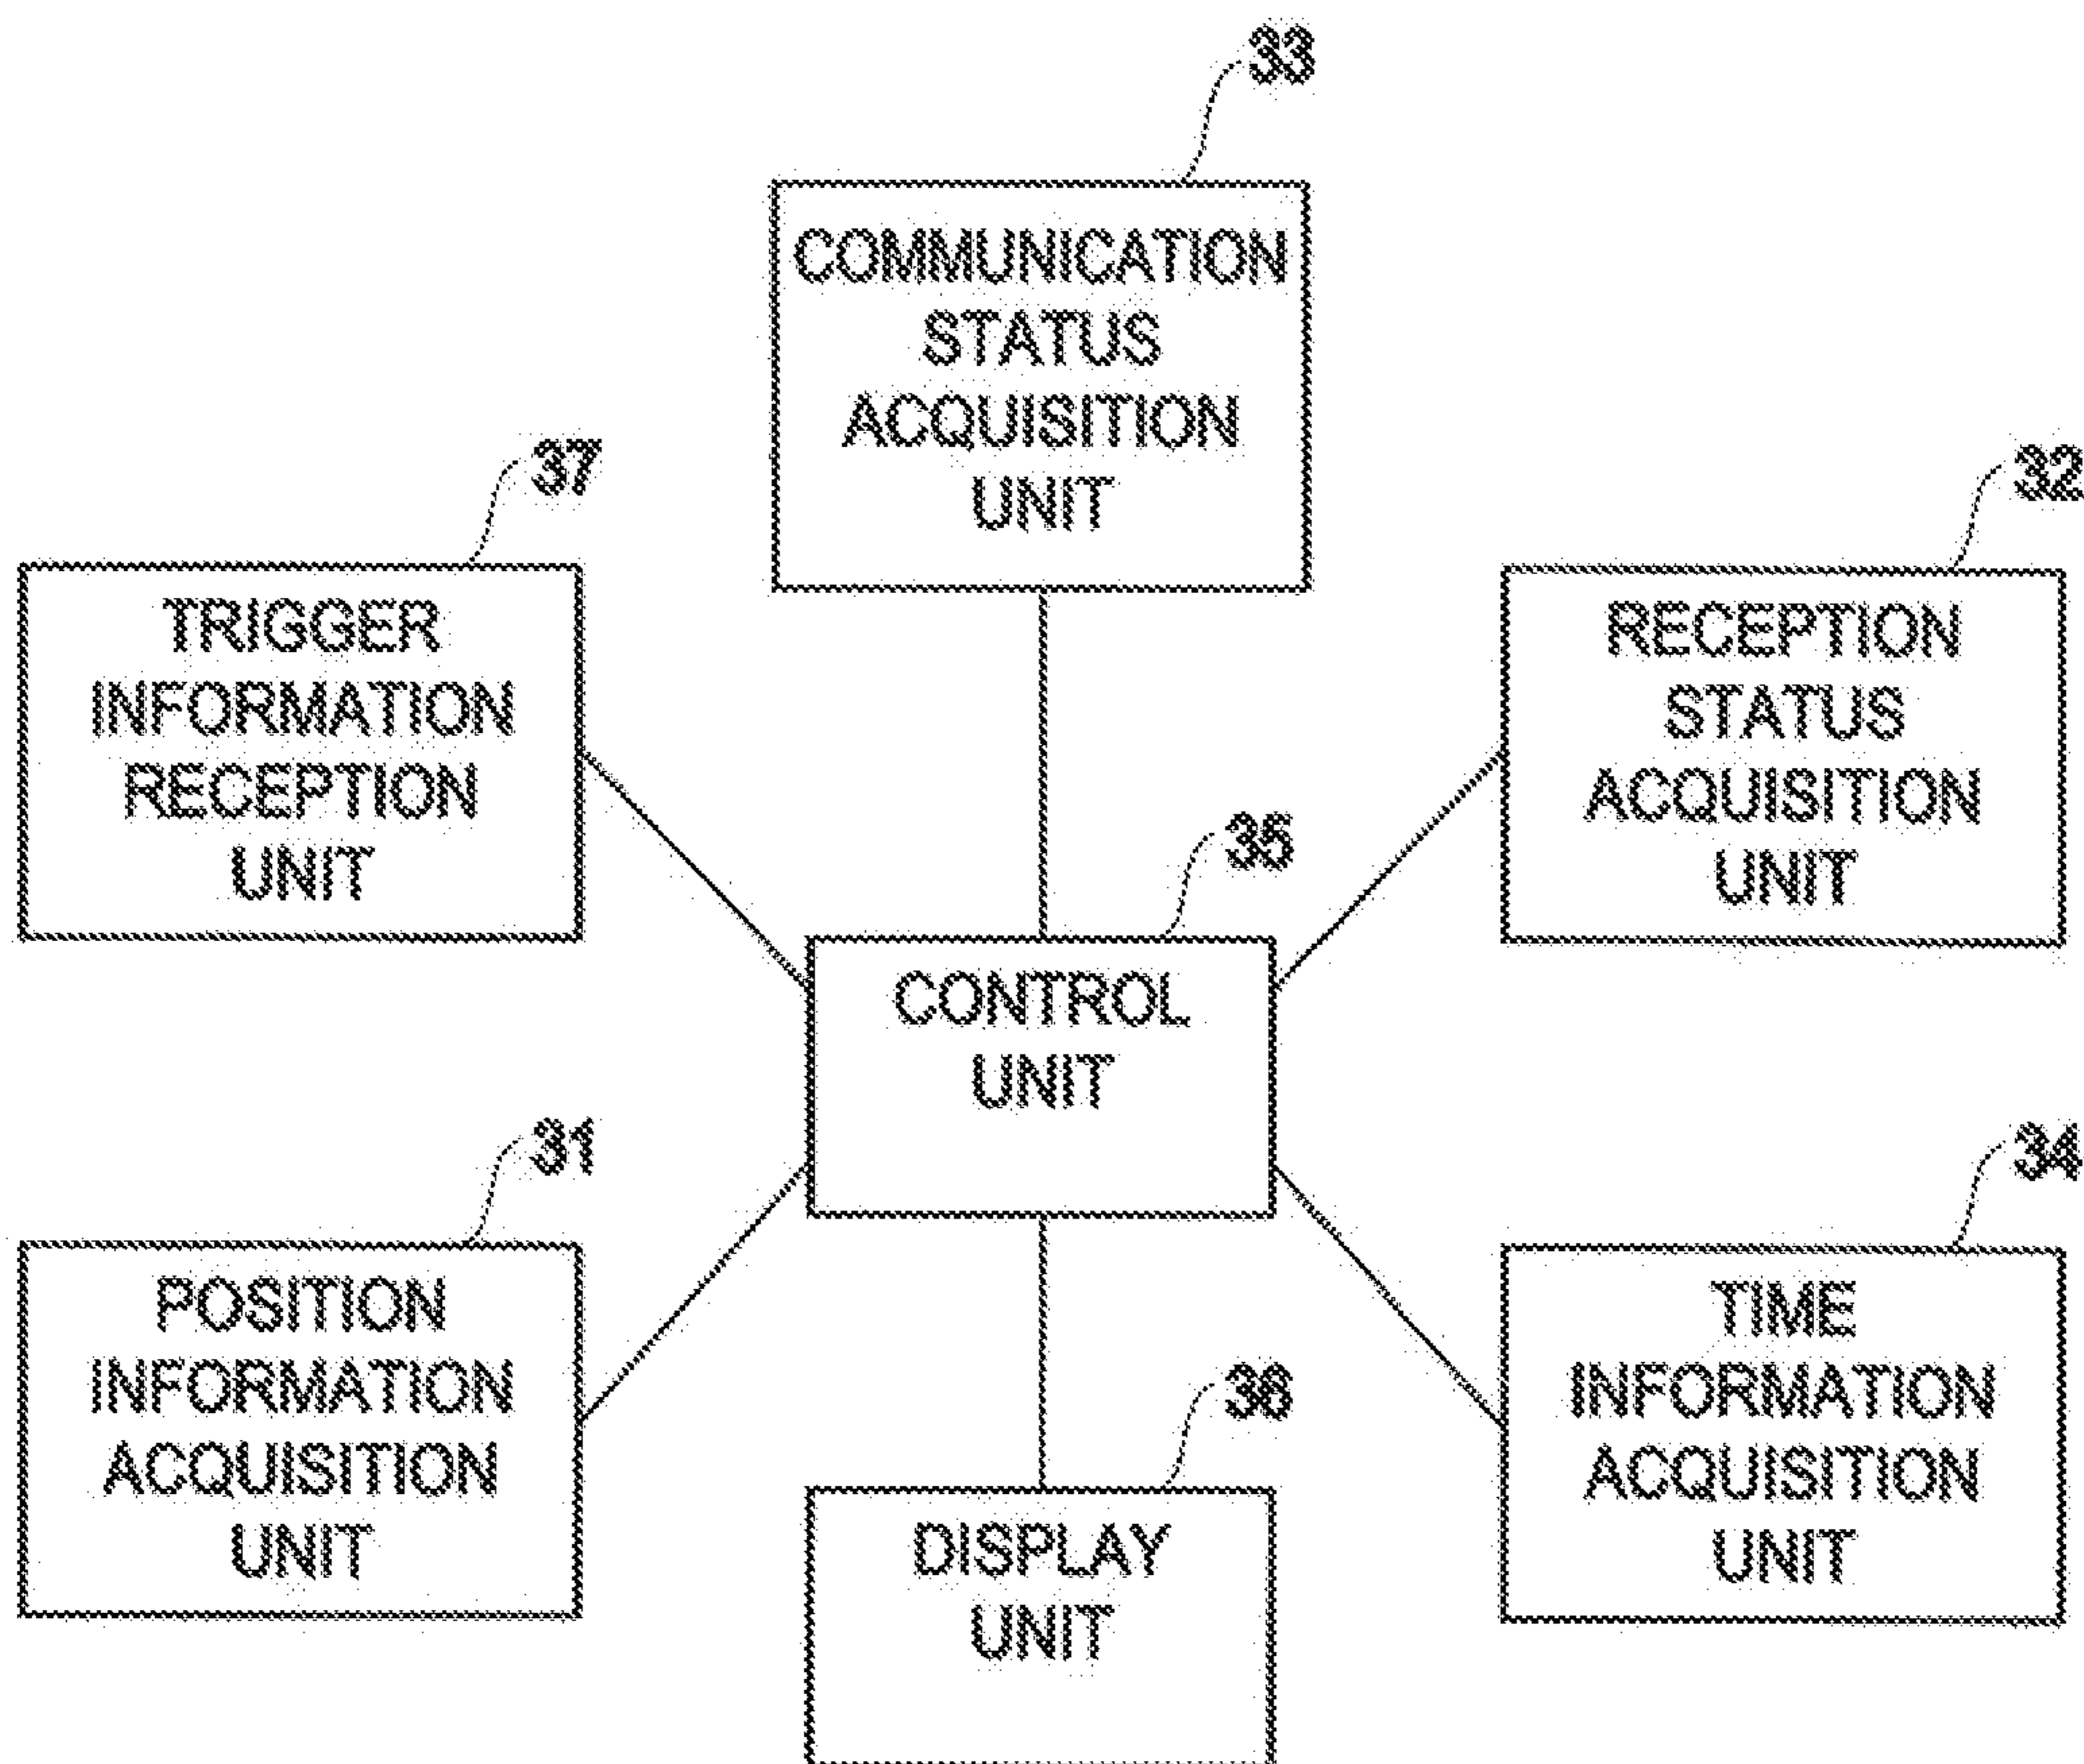 33
COMMUNICATION
STATUS
ACQUISITION
UNIT
37
TRIGGER
INFORMATION
RECEPTION
UNIT
32
RECEPTION
STATUS
ACQUISITION
UNIT
35
CONTROL
UNIT
31
POSITION
INFORMATION
ACQUISITION
UNIT
34
TIME
INFORMATION
ACQUISITION
UNIT
36
DISPLAY
UNIT